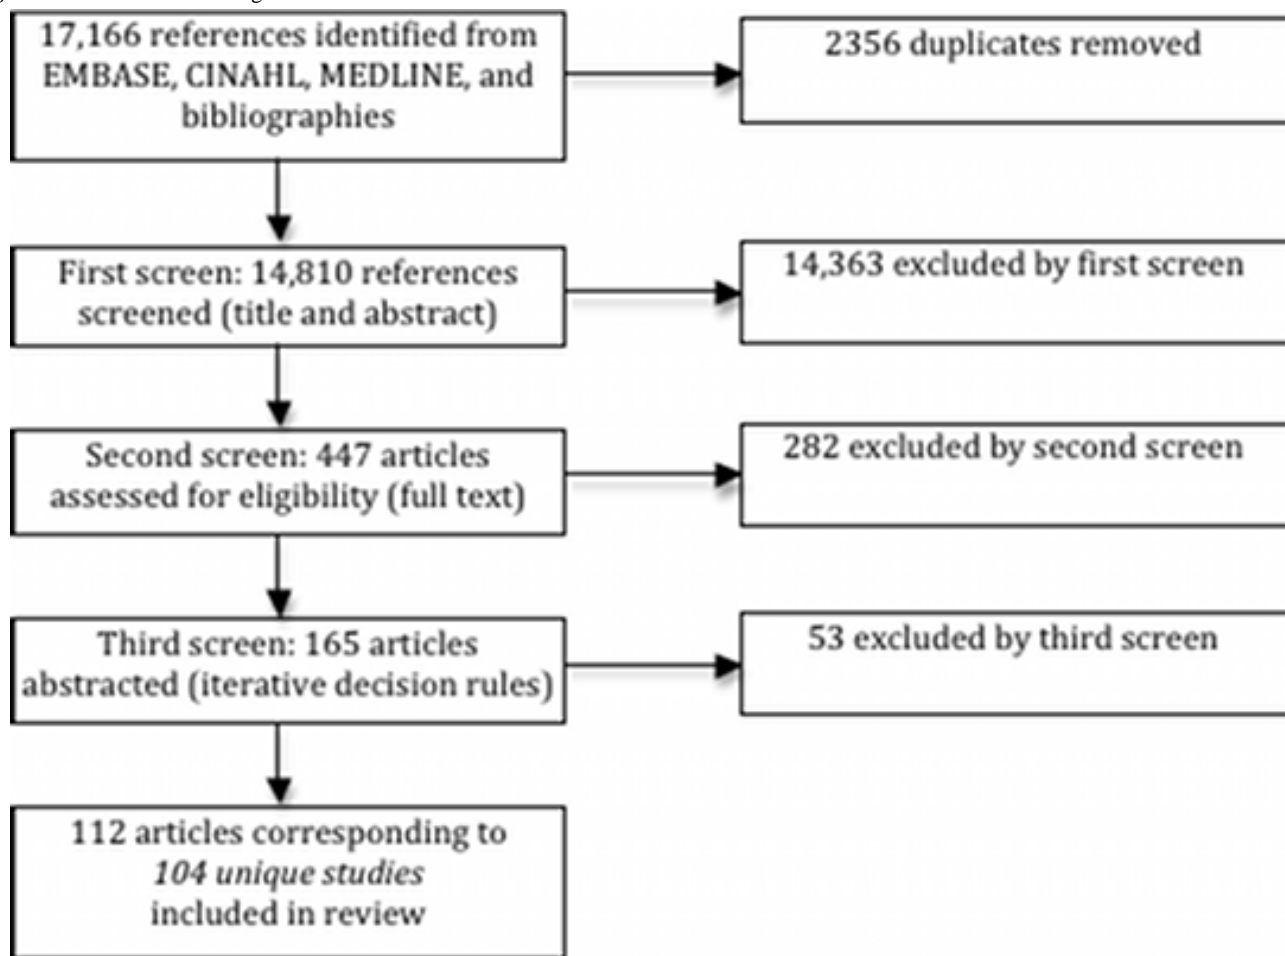 17,166 references identified from
EMBASE, CINAHL, MEDLINE, and
bibliographies
2356 duplicates removed
First screen: 14,810 references
screened (title and abstract)
14,363 excluded by first screen
Second screen: 447 articles
assessed for eligibility (full text)
282 excluded by second screen
Third screen: 165 articles
abstracted (iterative decision rules)
53 excluded by third screen
112 articles corresponding to
104 unique studies
included in review